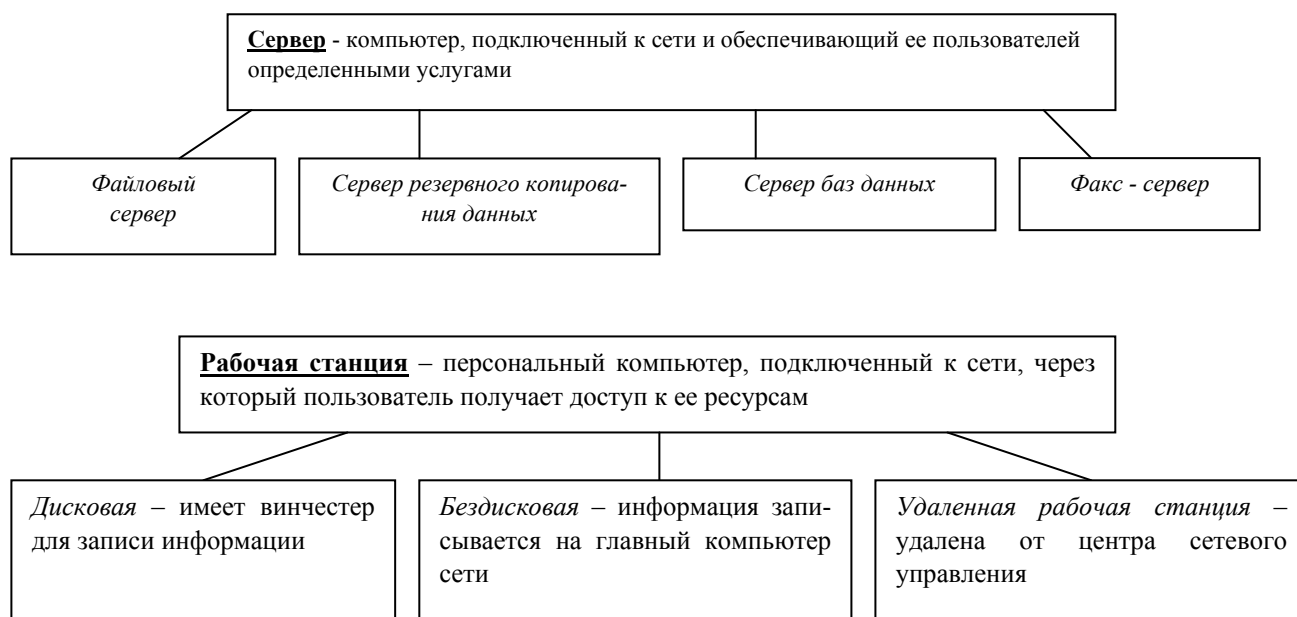 Сервер - компьютер, подключенный к сети и обеспечивающий ее пользователей
определенными услугами
Файловый
сервер
Сервер резервного копирова-
ния данных
Сервер баз данных
Факс - сервер
Рабочая станция – персональный компьютер, подключенный к сети, через
который пользователь получает доступ к ее ресурсам
Дисковая – имеет винчестер
для записи информации
Бездисковая – информация запи-
сывается на главный компьютер
сети
Удаленная рабочая станция –
удалена от центра сетевого
управления